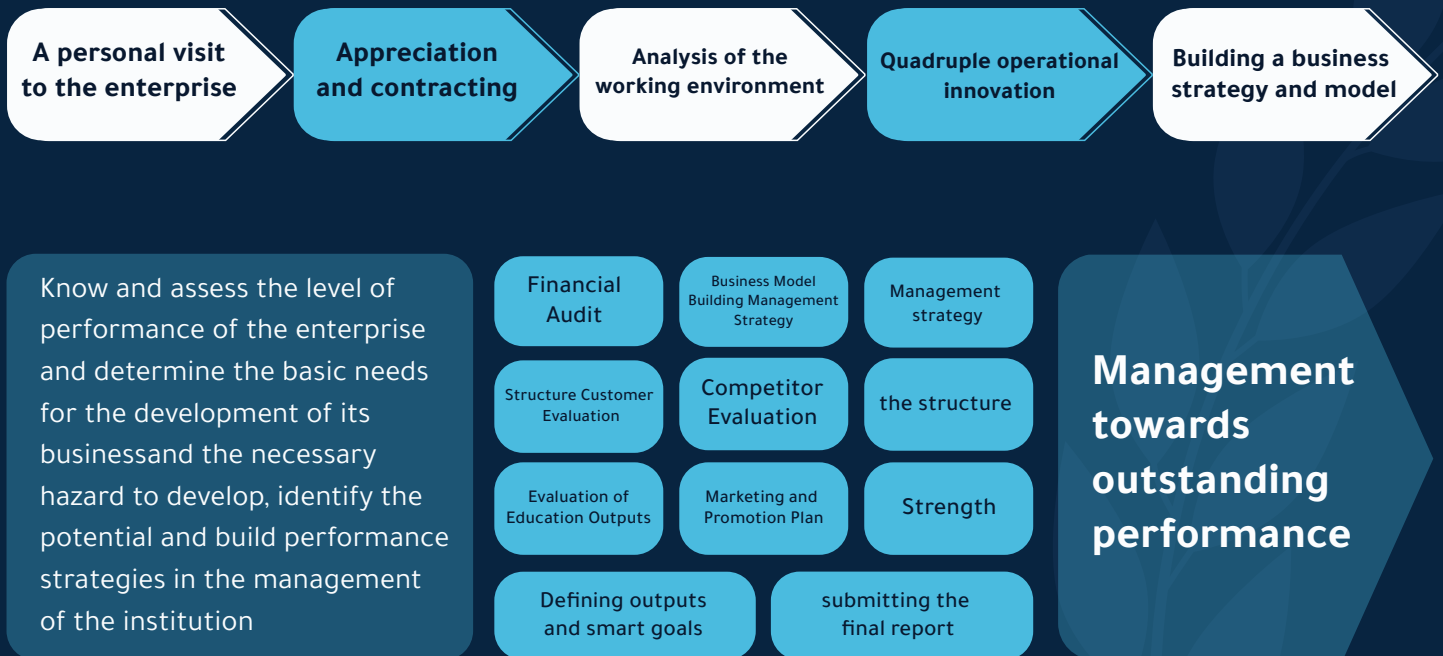 A personal visit
to the enterprise
Appreciation
and contracting
Analysis of the
working environment
Quadruple operational
innovation
Building a business
strategy and model
Know and assess the level of
performance of the enterprise
and determine the basic needs
for the development of its
businessand the necessary
hazard to develop, identify the
potential and build performance
strategies in the management
of the institution
Financial
Audit
Business Model
Building Management
Strategy
Management
strategy
Structure Customer
Evaluation
Competitor
Evaluation
the structure
Evaluation of
Education Outputs
Marketing and
Promotion Plan
Strength
Defining outputs
and smart goals
submitting the
final report
Management
towards
outstanding
performance